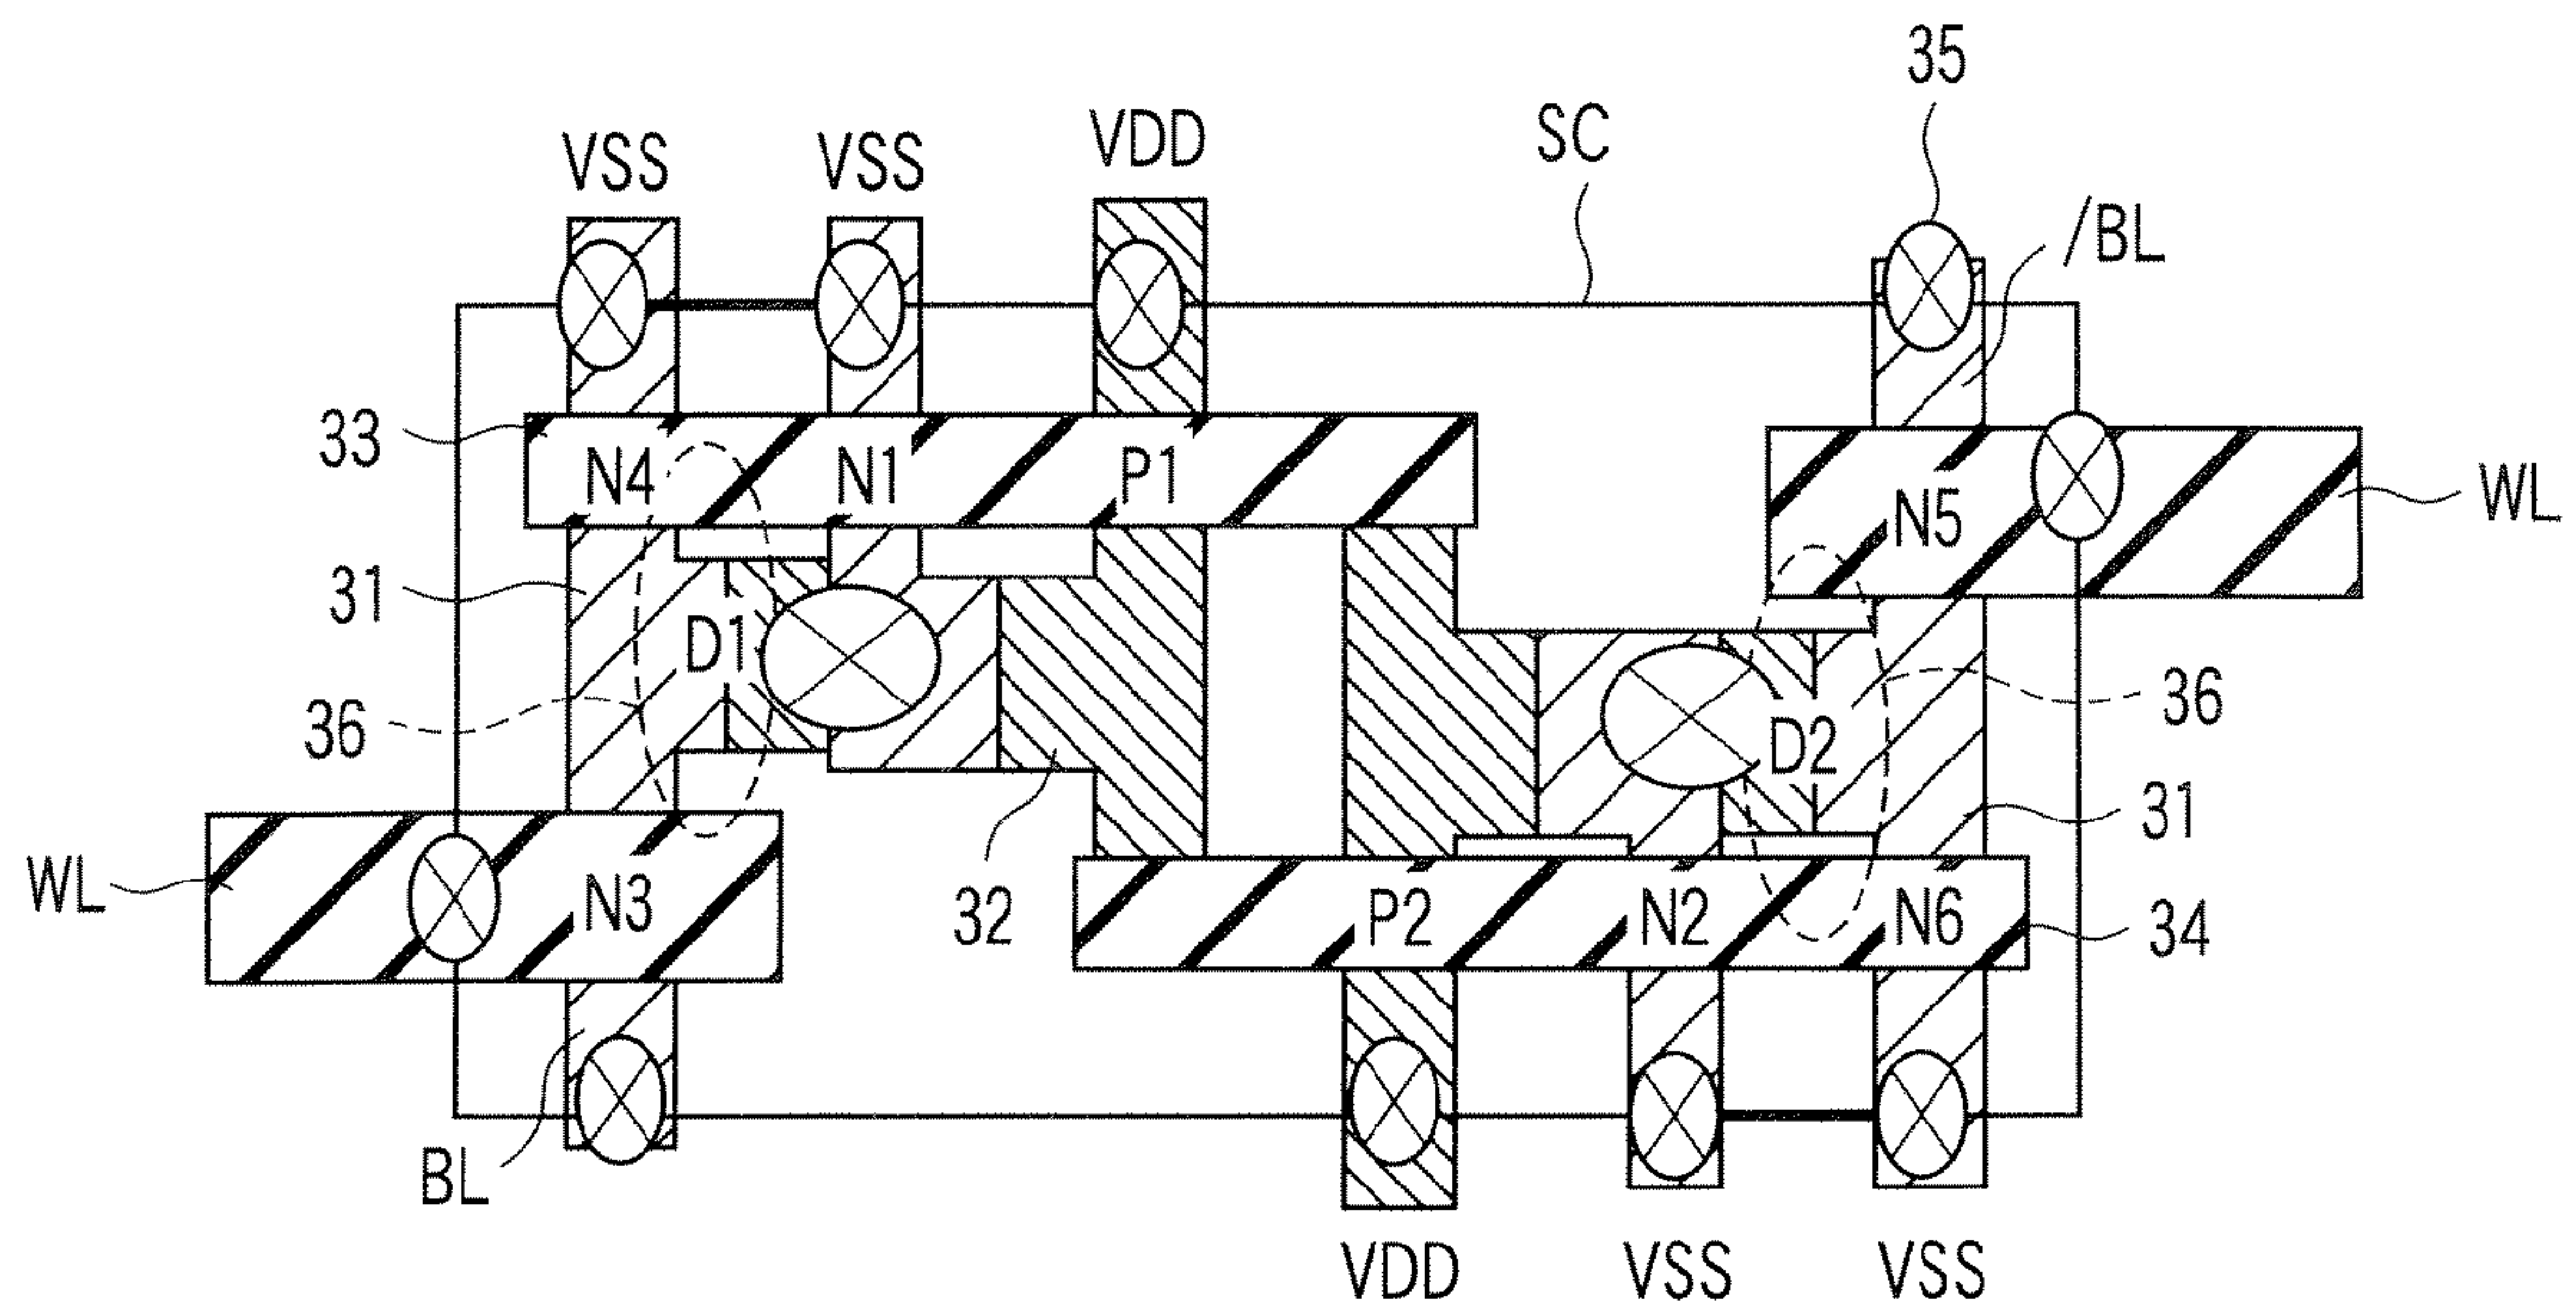 35
VSS VSS VDD SC
/BL
33 N4 N1 P1 N5 WL
31 D1
36 D2 36
31
WL N3 32 P2 N2 N6 34
BL
VDD VSS VSS